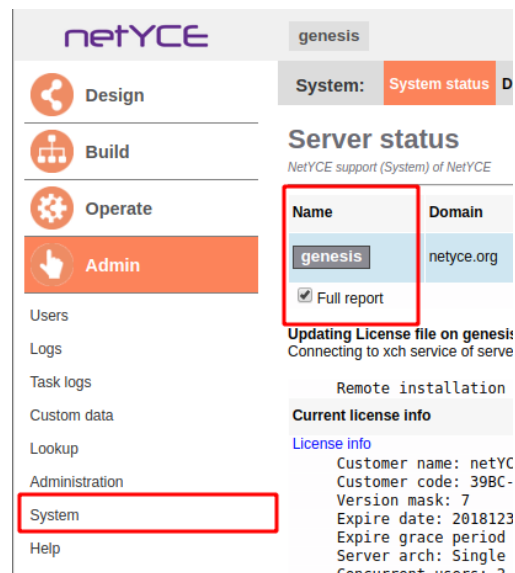 netYCE
genesis
Design
System: System status D
Build
Server status
NetYCE support (System) of NetYCE
Operate
Name Domain
Admin
genesis netyce.org
Full report
Users
Logs
Task logs
Custom data
Lookup
Administration
System
Help
Updating License file on genesis
Connecting to xch service of serve
Remote installation
Current license info
License info
Customer name: netYC
Customer code: 39BC-
Version mask: 7
Expire date: 2018123
Expire grace period
Server arch: Single
Concurrent users: 2